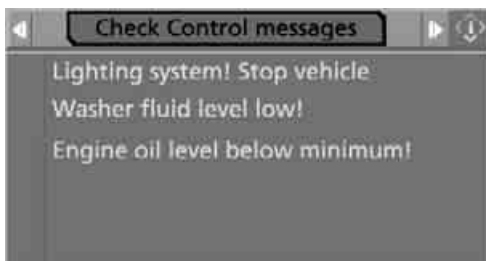 Check Control messages
Lighting system! Stop vehicle
Washer fluid level low!
Engine oil level below minimum!